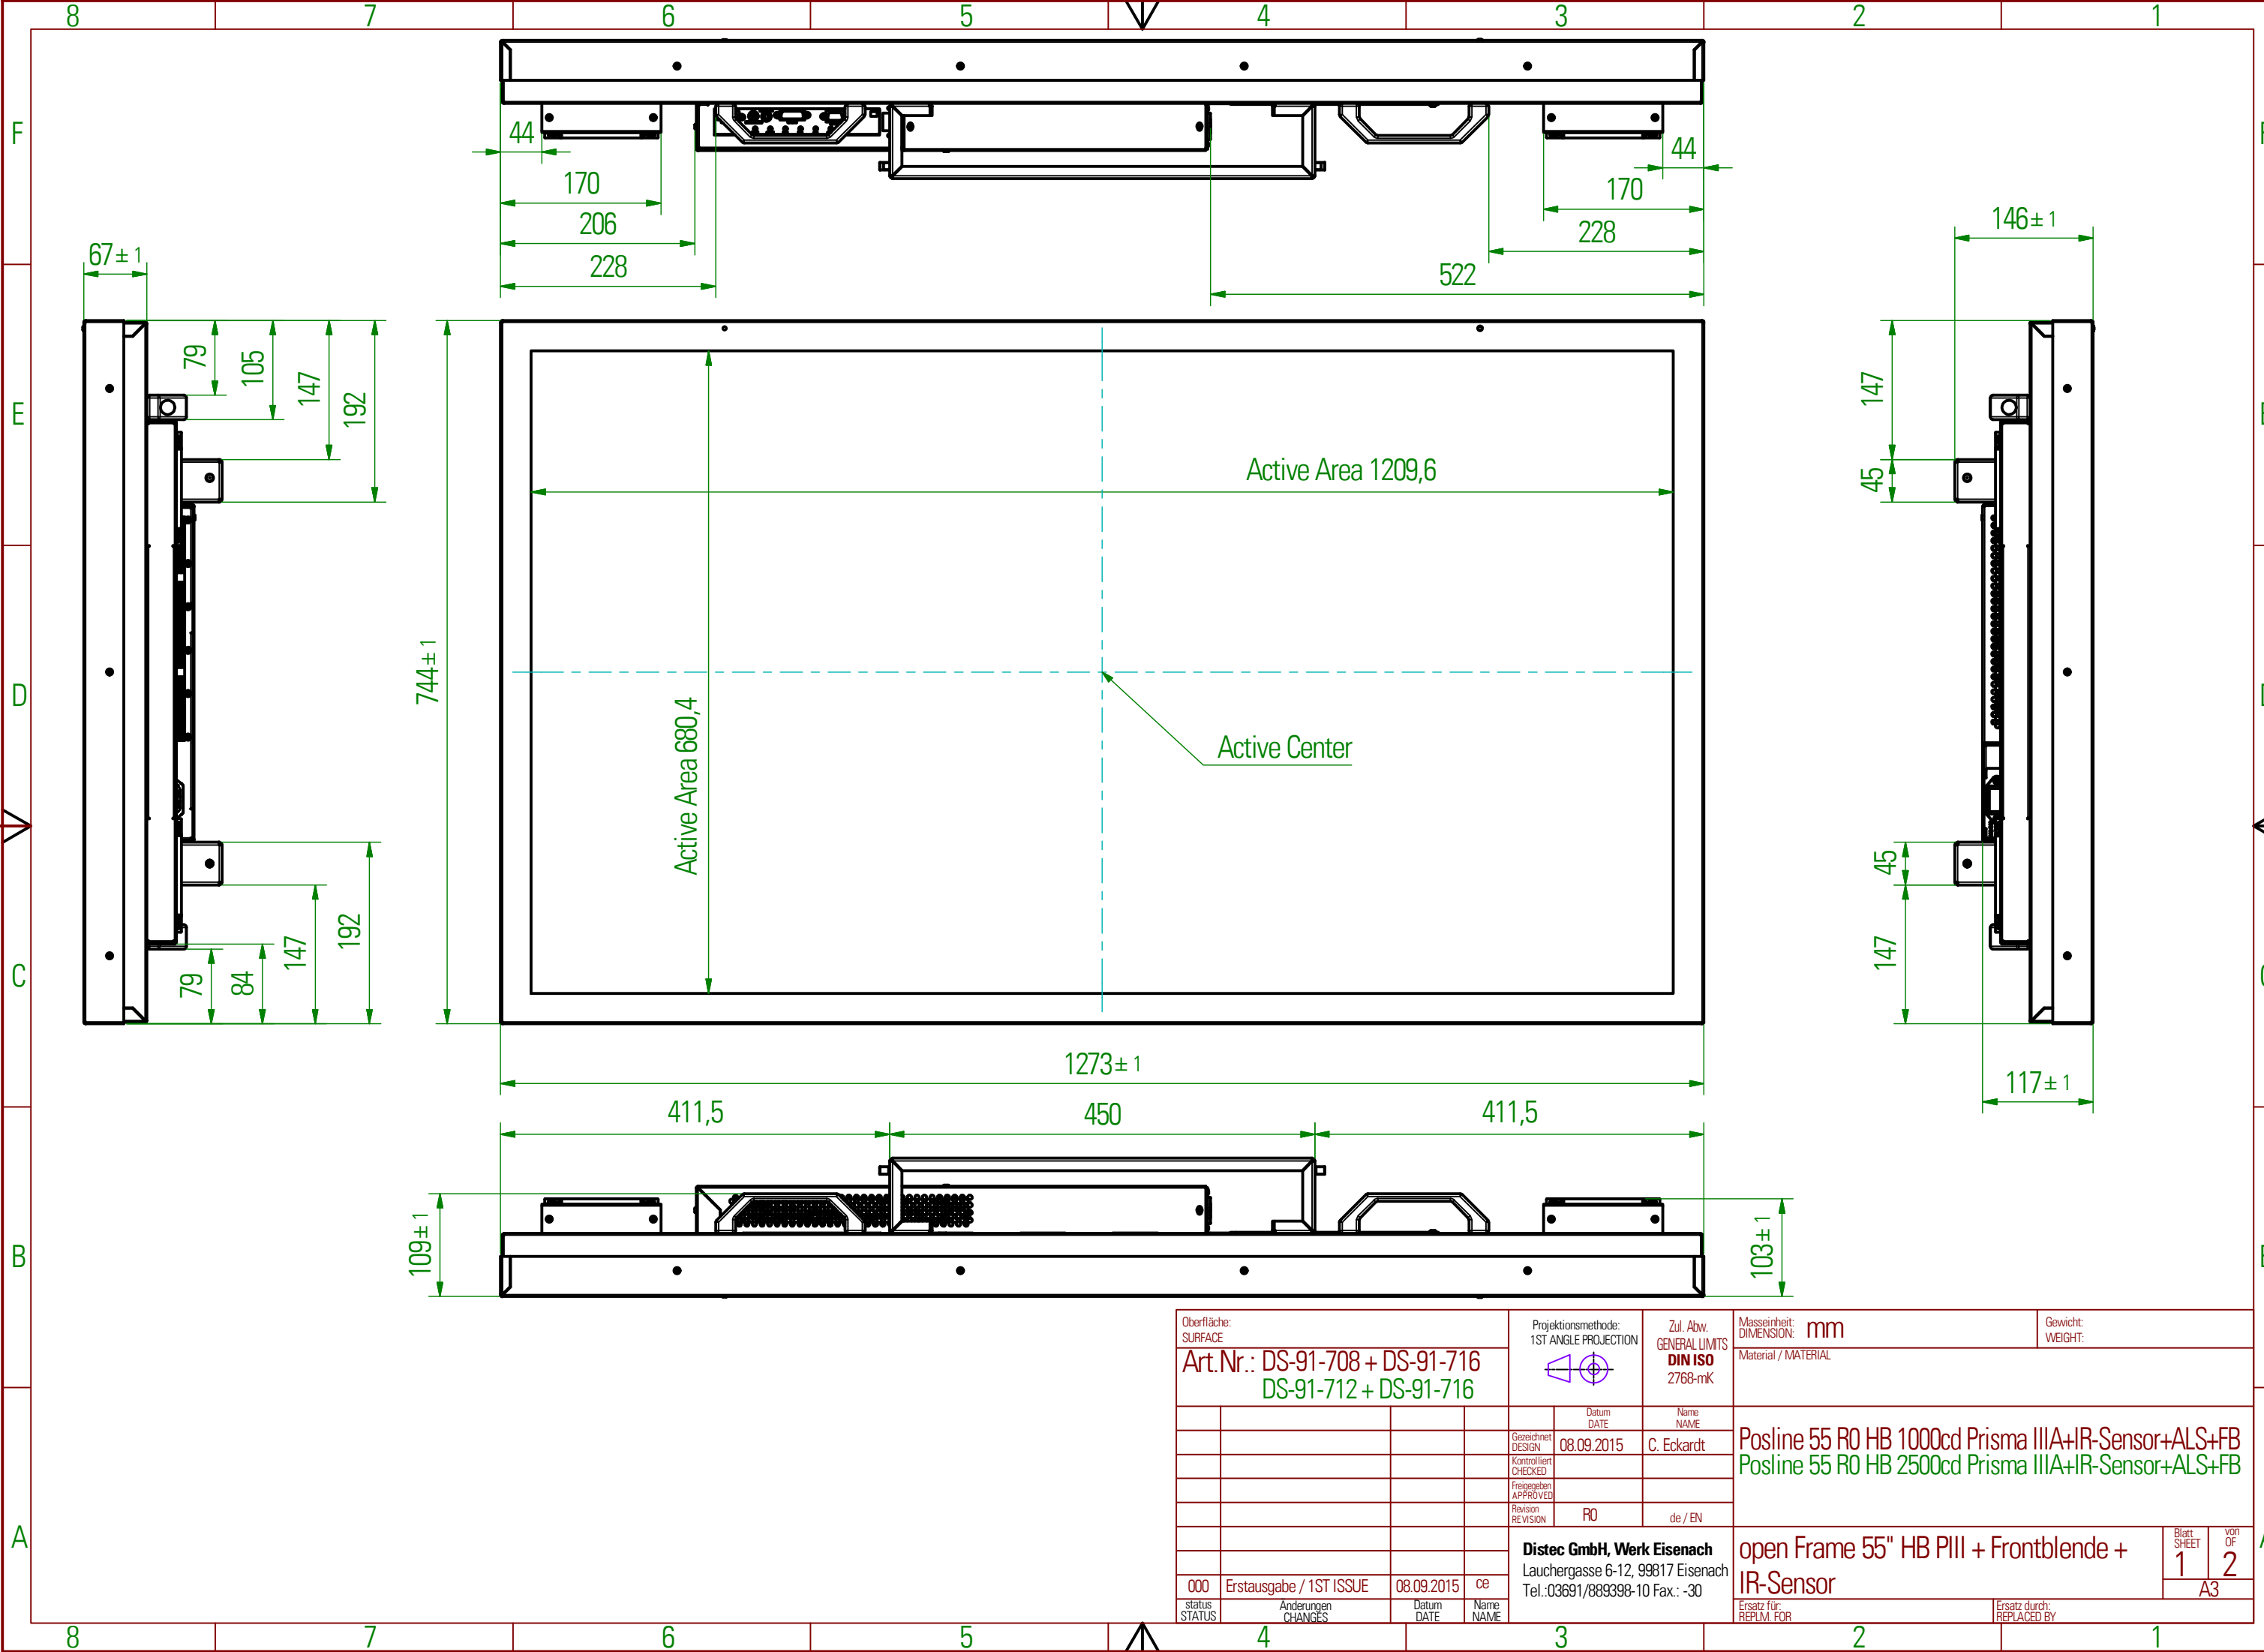 8 7 6 5 4 3 2 1
F
E
D
C
B
A
44
170
206
228
44
170
228
522
67± 1
146± 1
79
105
147
192
147
45
Active Area 1209,6
744± 1
Active Area 680,4
Active Center
45
147
79
84
147
192
1273± 1
117± 1
411,5 450 411,5
109± 1
103± 1
Oberfläche:
SURFACE
Art.Nr.: DS-91-708 + DS-91-716
DS-91-712 + DS-91-716
Projektionsmethode:
1ST ANGLE PROJECTION
Zul. Abw.
GENERAL LIMITS
DIN ISO
2768-mK
Masseinheit:
DIMENSION: mm
Gewicht:
WEIGHT:
Material / MATERIAL
Datum
DATE
Name
NAME
Gezeichnet
DESIGN 08.09.2015 C. Eckardt
Kontrolliert
CHECKED
Freigegeben
APPROVED
Revision
REVISION R0 de / EN
Posline 55 R0 HB 1000cd Prisma IIIA+IR-Sensor+ALS+FB
Posline 55 R0 HB 2500cd Prisma IIIA+IR-Sensor+ALS+FB
Distec GmbH, Werk Eisenach
Lauchergasse 6-12, 99817 Eisenach
Tel.:03691/889398-10 Fax.: -30
open Frame 55" HB PIII + Frontblende +
IR-Sensor
Blatt
SHEET
1
von
OF
2
A3
000 Erstausgabe / 1ST ISSUE 08.09.2015 ce
status
STATUS
Änderungen
CHANGES
Datum
DATE
Name
NAME
Ersatz für:
REPLM. FOR
Ersatz durch:
REPLACED BY
8 7 6 5 4 3 2 1